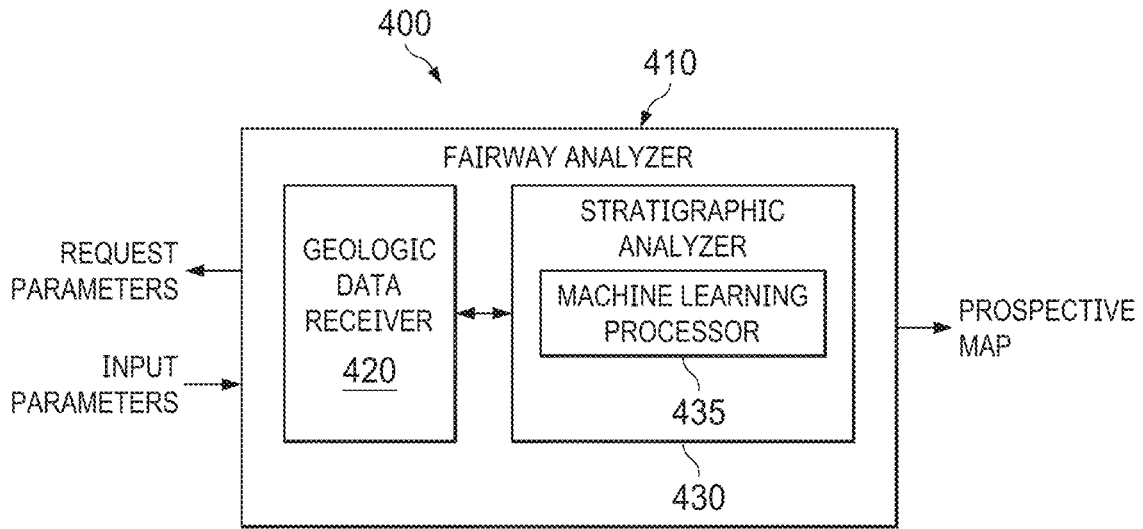 400
410
FAIRWAY ANALYZER
REQUEST
PARAMETERS
INPUT
PARAMETERS
GEOLOGIC
DATA
RECEIVER
420
STRATIGRAPHIC
ANALYZER
MACHINE LEARNING
PROCESSOR
435
430
PROSPECTIVE
MAP